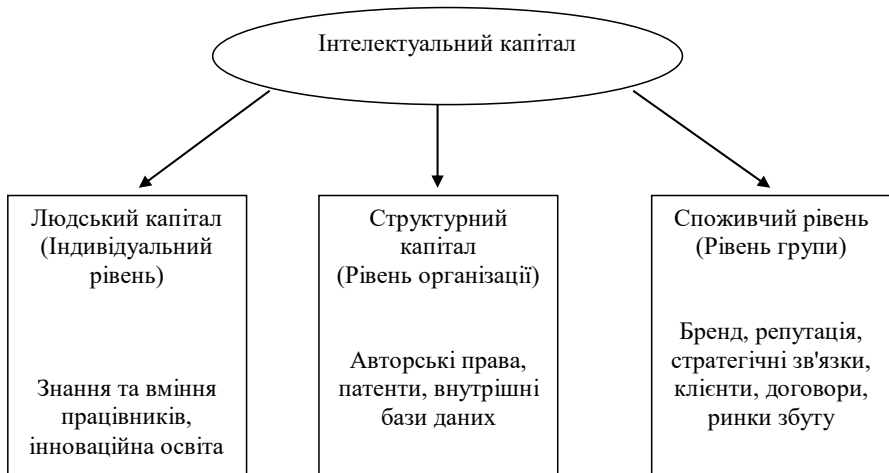 Інтелектуальний капітал
Людський капітал
(Індивідуальний
рівень)
Знання та вміння
працівників,
інноваційна освіта
Структурний
капітал
(Рівень організації)
Авторські права,
патенти, внутрішні
бази даних
Споживчий рівень
(Рівень групи)
Бренд, репутація,
стратегічні зв'язки,
клієнти, договори,
ринки збуту